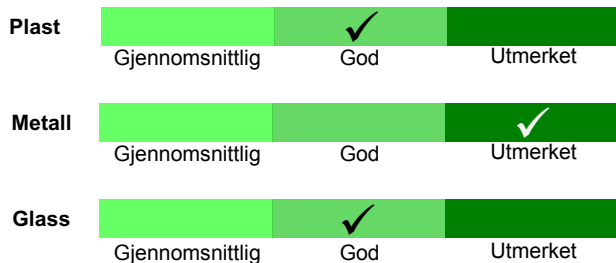 Plast
Gjennomsnittlig God Utmerket
Metall
Gjennomsnittlig God Utmerket
Glass
Gjennomsnittlig God Utmerket